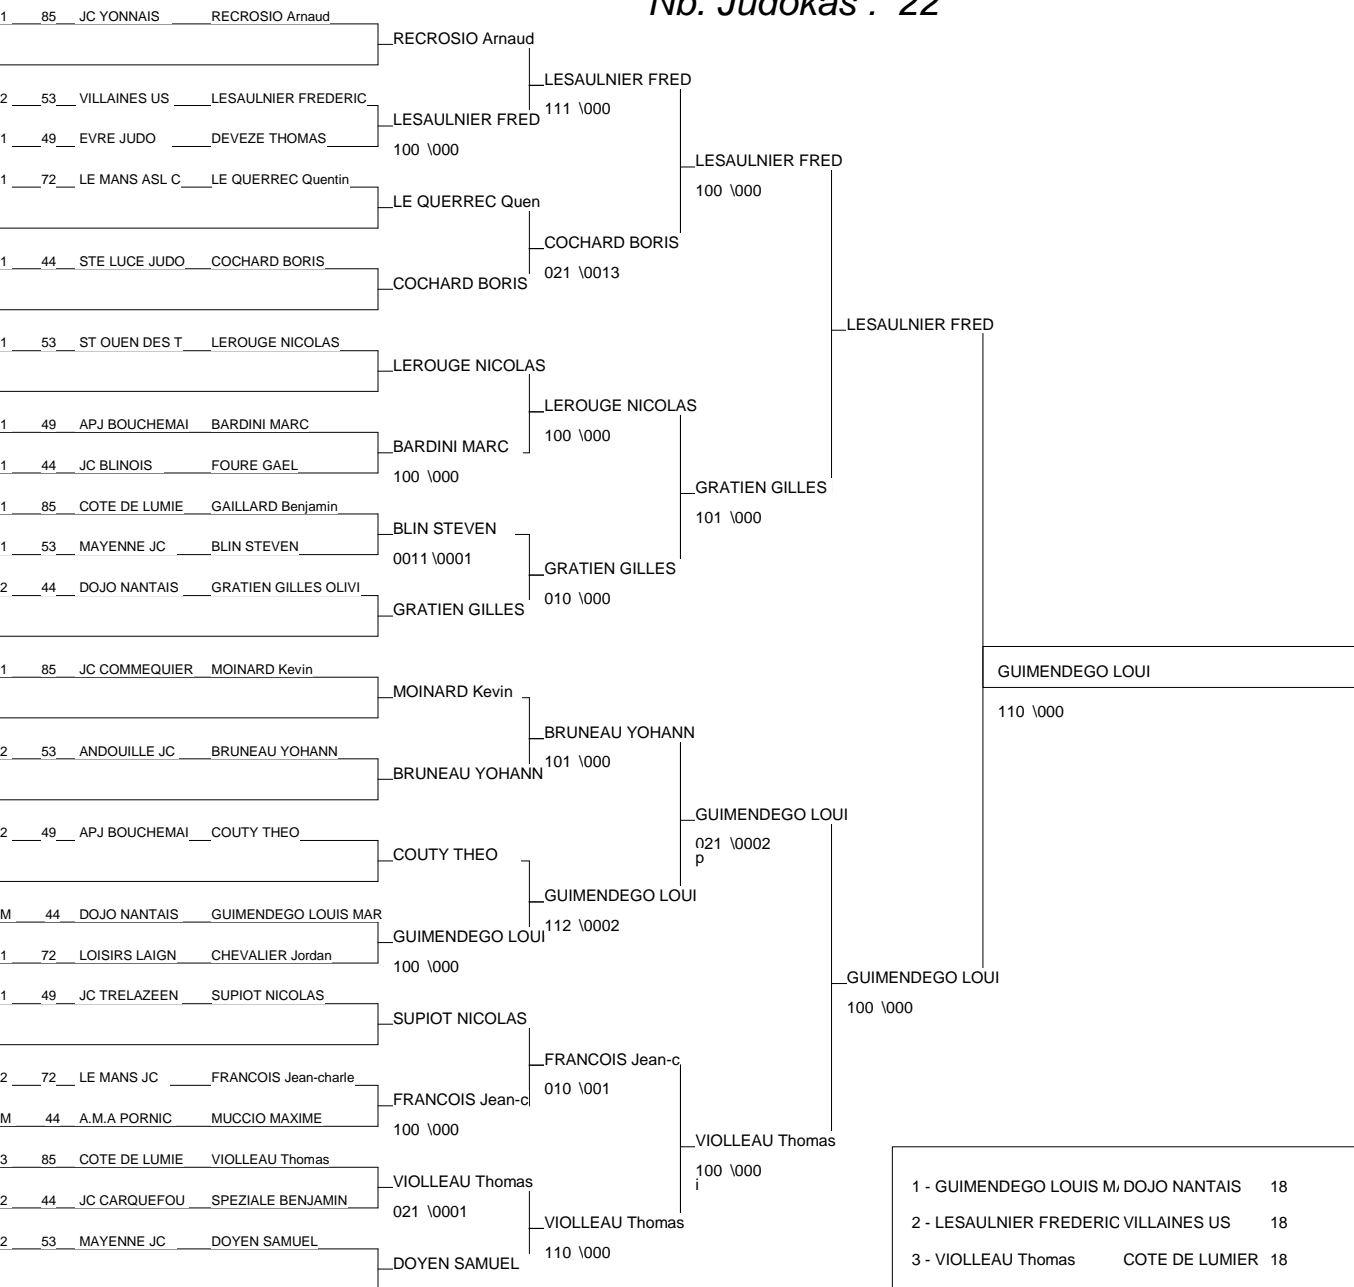 Nb. Judokas : 22
1 85 JC YONNAIS RECROSIO Arnaud
RECROSIO Arnaud
LESAULNIER FRED
111 \000
2 53 VILLAINES US LESAULNIER FREDERIC
LESAULNIER FRED
100 \000
1 49 EVRE JUDO DEVEZE THOMAS
LESAULNIER FRED
100 \000
1 72 LE MANS ASL C LE QUERREC Quentin
LE QUERREC Quen
COCHARD BORIS
021 \0013
1 44 STE LUCE JUDO COCHARD BORIS
COCHARD BORIS
LESAULNIER FRED
1 53 ST OUEN DES T LEROUGE NICOLAS
LEROUGE NICOLAS
LEROUGE NICOLAS
100 \000
1 49 APJ BOUCHEMAI BARDINI MARC
BARDINI MARC
100 \000
1 44 JC BLINOIS FOURE GAEL
GRATIEN GILLES
101 \000
1 85 COTE DE LUMIE GAILLARD Benjamin
BLIN STEVEN
0011 \0001
1 53 MAYENNE JC BLIN STEVEN
GRATIEN GILLES
010 \000
2 44 DOJO NANTAIS GRATIEN GILLES OLIVI
GRATIEN GILLES
GUIMENDEGO LOUI
110 \000
1 85 JC COMMEQUIER MOINARD Kevin
MOINARD Kevin
BRUNEAU YOHANN
101 \000
2 53 ANDOUILLE JC BRUNEAU YOHANN
BRUNEAU YOHANN
GUIMENDEGO LOUI
021 \0002
p
2 49 APJ BOUCHEMAI COUTY THEO
COUTY THEO
GUIMENDEGO LOUI
112 \0002
M 44 DOJO NANTAIS GUIMENDEGO LOUIS MAR
GUIMENDEGO LOUI
100 \000
1 72 LOISIRS LAIGN CHEVALIER Jordan
GUIMENDEGO LOUI
100 \000
1 49 JC TRELAZEEN SUPIOT NICOLAS
SUPIOT NICOLAS
FRANCOIS Jean-c
010 \001
2 72 LE MANS JC FRANCOIS Jean-charle
FRANCOIS Jean-c
100 \000
M 44 A.M.A PORNIC MUCCIO MAXIME
VIOLLEAU Thomas
100 \000
i
3 85 COTE DE LUMIE VIOLLEAU Thomas
VIOLLEAU Thomas
021 \0001
2 44 JC CARQUEFOU SPEZIALE BENJAMIN
VIOLLEAU Thomas
110 \000
2 53 MAYENNE JC DOYEN SAMUEL
DOYEN SAMUEL
1 - GUIMENDEGO LOUIS M DOJO NANTAIS 18
2 - LESAULNIER FREDERIC VILLAINES US 18
3 - VIOLLEAU Thomas COTE DE LUMIER 18